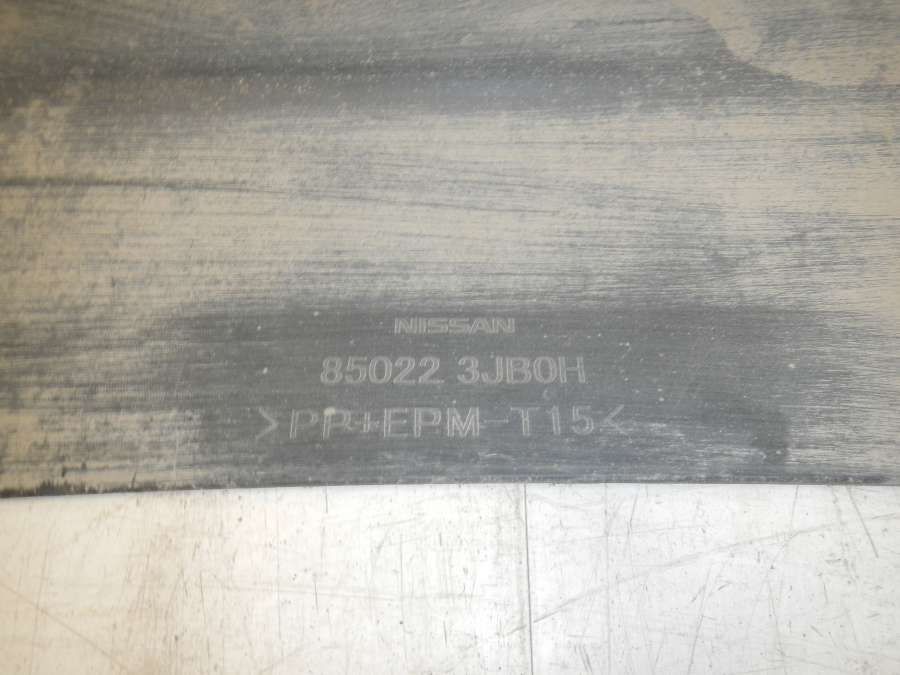 NISSAN
85022 3JB0H
>PP+EPM-T15<